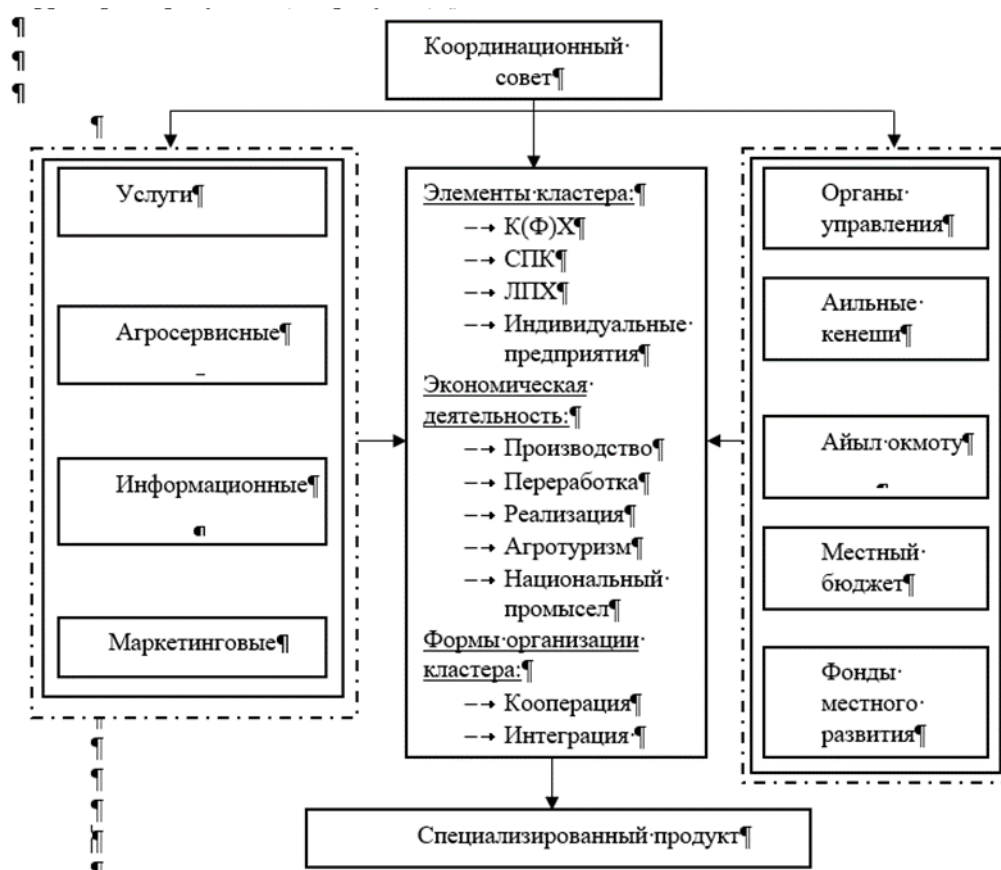 Координационный
совет
Услуги
Агросервисные
Информационные
Маркетинговые
Элементы кластера:
К(Ф)Х
СПК
ЛПХ
Индивидуальные
предприятия
Экономическая
деятельность:
Производство
Переработка
Реализация
Агротуризм
Национальный
промысел
Формы организации
кластера:
Кооперация
Интеграция
Органы
управления
Аильные
кенеши
Айыл окмоту
Местный
бюджет
Фонды
местного
развития
Специализированный продукт